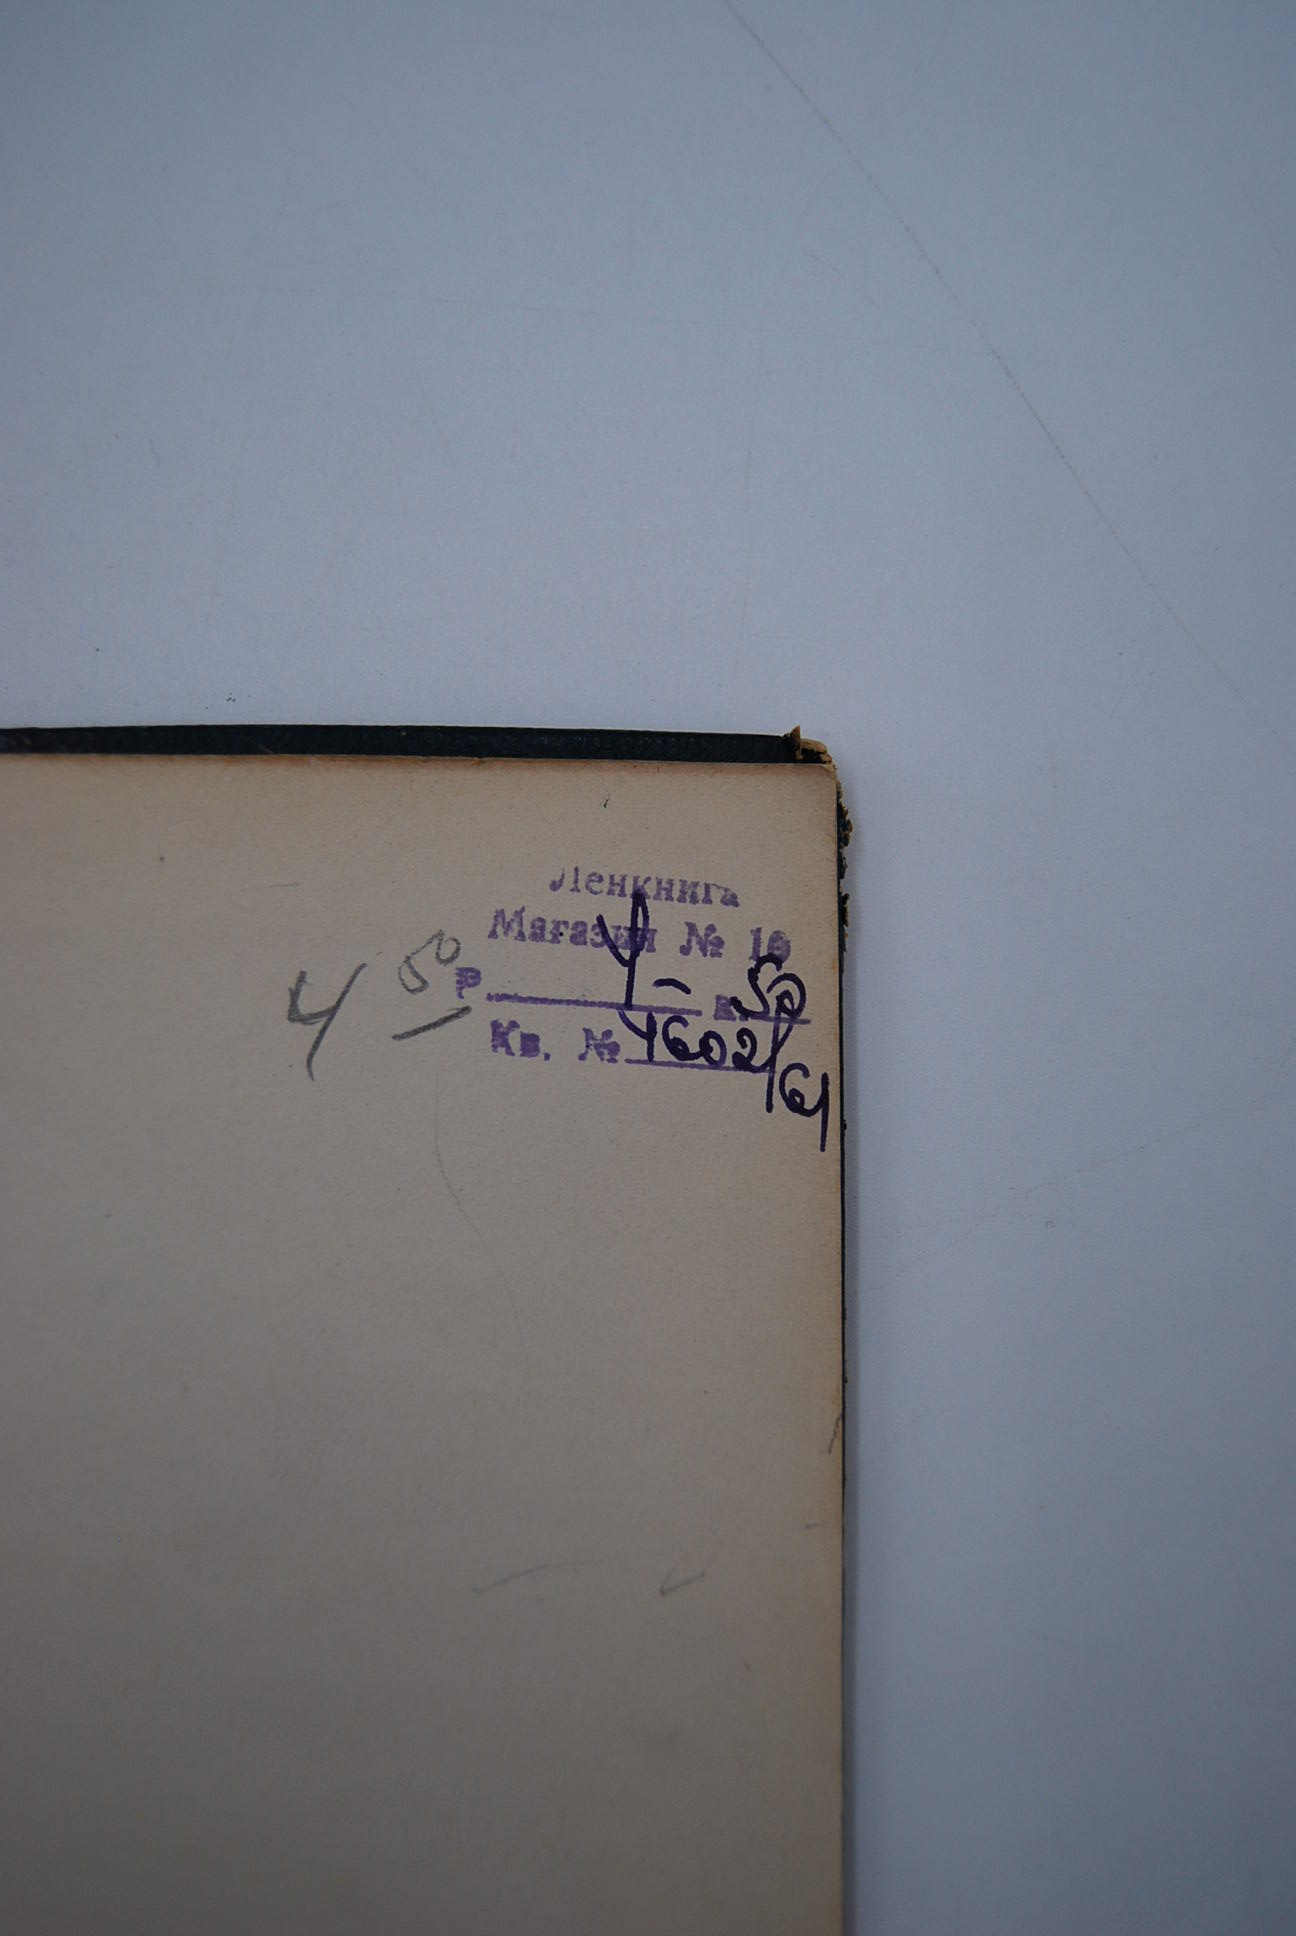 Ленкнига
Магазин № 10
4 50
р. 4 - к. 50
Кв. № 4602/61